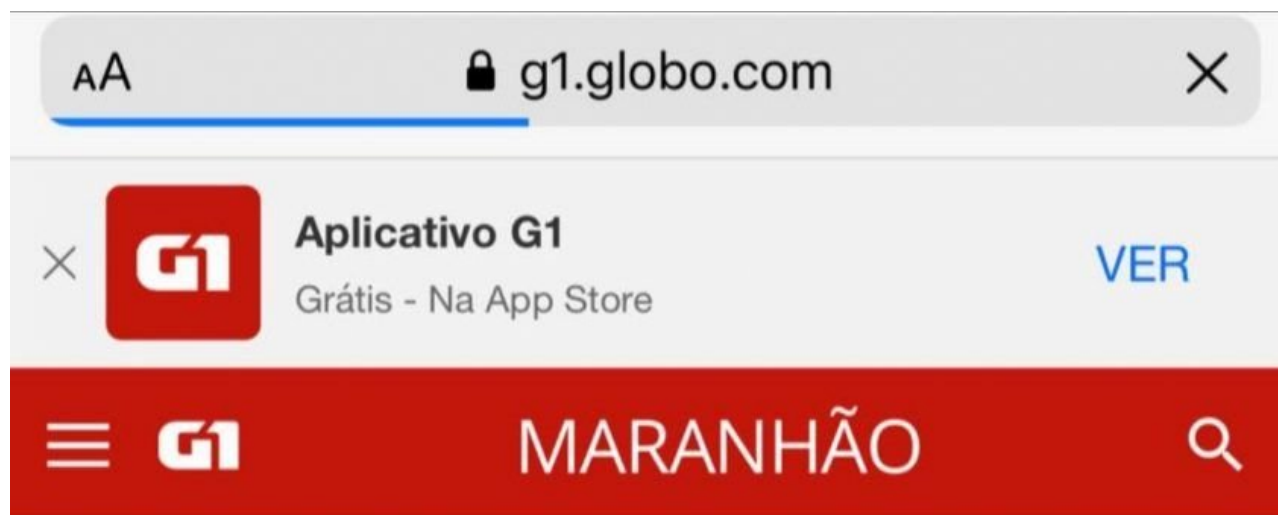 AA g1.globo.com
G1 Aplicativo G1 VER
Grátis - Na App Store
G1 MARANHÃO